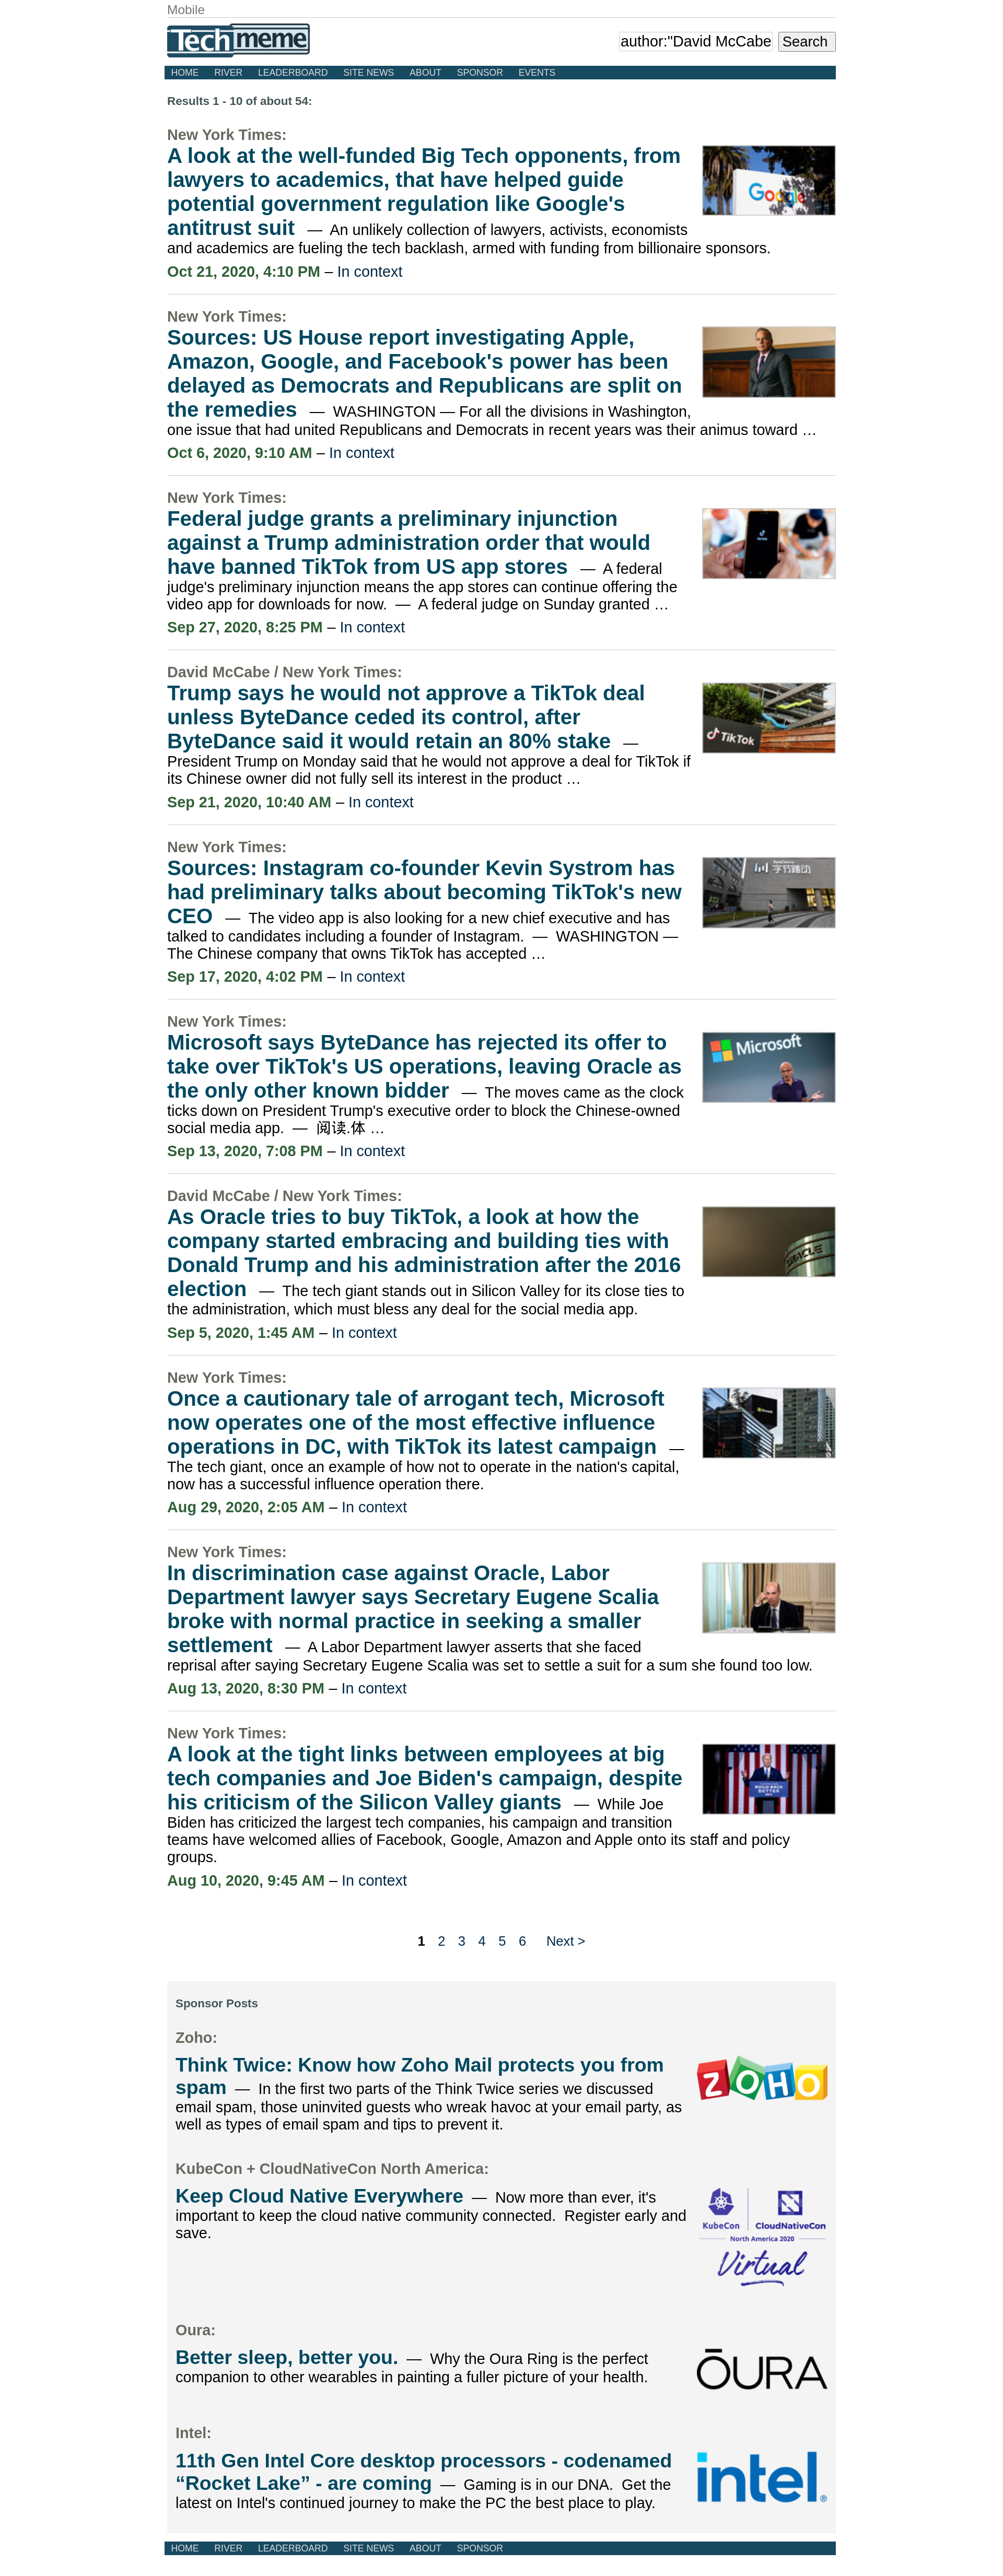 Mobile
Techmeme
author:"David McCabe
Search
HOME RIVER LEADERBOARD SITE NEWS ABOUT SPONSOR EVENTS
Results 1 - 10 of about 54:
New York Times:
A look at the well-funded Big Tech opponents, from
lawyers to academics, that have helped guide
potential government regulation like Google's
antitrust suit — An unlikely collection of lawyers, activists, economists
and academics are fueling the tech backlash, armed with funding from billionaire sponsors.
Google
Oct 21, 2020, 4:10 PM – In context
New York Times:
Sources: US House report investigating Apple,
Amazon, Google, and Facebook's power has been
delayed as Democrats and Republicans are split on
the remedies — WASHINGTON — For all the divisions in Washington,
one issue that had united Republicans and Democrats in recent years was their animus toward …
Oct 6, 2020, 9:10 AM – In context
New York Times:
Federal judge grants a preliminary injunction
against a Trump administration order that would
have banned TikTok from US app stores — A federal
judge's preliminary injunction means the app stores can continue offering the
video app for downloads for now. — A federal judge on Sunday granted …
TikTok
Sep 27, 2020, 8:25 PM – In context
David McCabe / New York Times:
Trump says he would not approve a TikTok deal
unless ByteDance ceded its control, after
ByteDance said it would retain an 80% stake —
President Trump on Monday said that he would not approve a deal for TikTok if
its Chinese owner did not fully sell its interest in the product …
TikTok
Sep 21, 2020, 10:40 AM – In context
New York Times:
Sources: Instagram co-founder Kevin Systrom has
had preliminary talks about becoming TikTok's new
CEO — The video app is also looking for a new chief executive and has
talked to candidates including a founder of Instagram. — WASHINGTON —
The Chinese company that owns TikTok has accepted …
字节跳动
Sep 17, 2020, 4:02 PM – In context
New York Times:
Microsoft says ByteDance has rejected its offer to
take over TikTok's US operations, leaving Oracle as
the only other known bidder — The moves came as the clock
ticks down on President Trump's executive order to block the Chinese-owned
social media app. — 阅读.体 …
Microsoft
Sep 13, 2020, 7:08 PM – In context
David McCabe / New York Times:
As Oracle tries to buy TikTok, a look at how the
company started embracing and building ties with
Donald Trump and his administration after the 2016
election — The tech giant stands out in Silicon Valley for its close ties to
the administration, which must bless any deal for the social media app.
ORACLE
Sep 5, 2020, 1:45 AM – In context
New York Times:
Once a cautionary tale of arrogant tech, Microsoft
now operates one of the most effective influence
operations in DC, with TikTok its latest campaign —
The tech giant, once an example of how not to operate in the nation's capital,
now has a successful influence operation there.
Aug 29, 2020, 2:05 AM – In context
New York Times:
In discrimination case against Oracle, Labor
Department lawyer says Secretary Eugene Scalia
broke with normal practice in seeking a smaller
settlement — A Labor Department lawyer asserts that she faced
reprisal after saying Secretary Eugene Scalia was set to settle a suit for a sum she found too low.
Aug 13, 2020, 8:30 PM – In context
New York Times:
A look at the tight links between employees at big
tech companies and Joe Biden's campaign, despite
his criticism of the Silicon Valley giants — While Joe
Biden has criticized the largest tech companies, his campaign and transition
teams have welcomed allies of Facebook, Google, Amazon and Apple onto its staff and policy
groups.
BUILD BACK
BETTER
Aug 10, 2020, 9:45 AM – In context
1 2 3 4 5 6 Next >
Sponsor Posts
Zoho:
Think Twice: Know how Zoho Mail protects you from
spam — In the first two parts of the Think Twice series we discussed
email spam, those uninvited guests who wreak havoc at your email party, as
well as types of email spam and tips to prevent it.
ZOHO
KubeCon + CloudNativeCon North America:
Keep Cloud Native Everywhere — Now more than ever, it's
important to keep the cloud native community connected. Register early and
save.
KubeCon CloudNativeCon
North America 2020
Virtual
Oura:
Better sleep, better you. — Why the Oura Ring is the perfect
companion to other wearables in painting a fuller picture of your health.
ŌURA
Intel:
11th Gen Intel Core desktop processors - codenamed
“Rocket Lake” - are coming — Gaming is in our DNA. Get the
latest on Intel's continued journey to make the PC the best place to play.
intel®
HOME RIVER LEADERBOARD SITE NEWS ABOUT SPONSOR